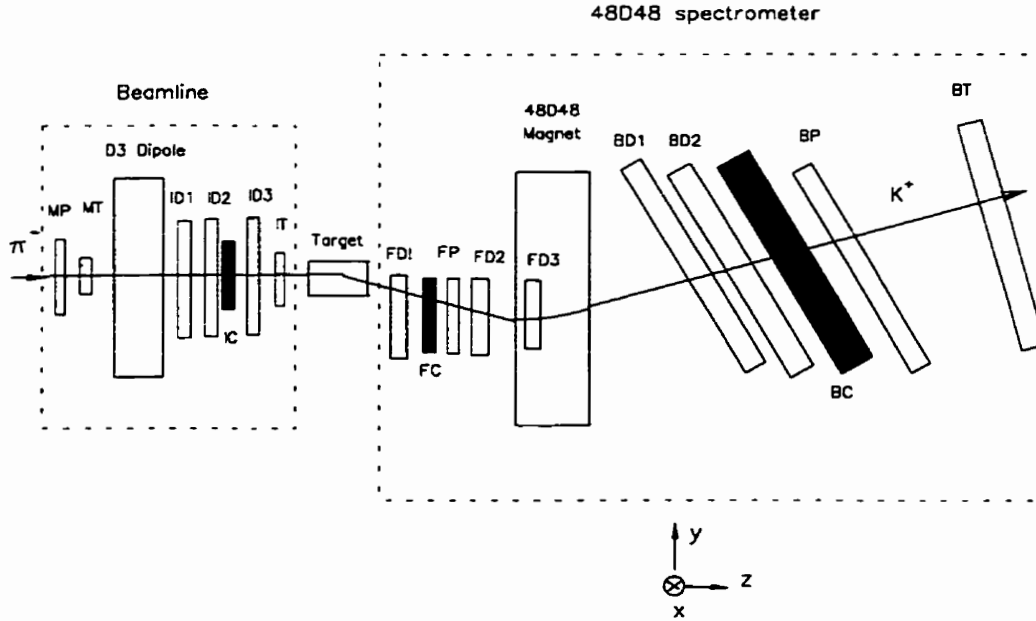 48D48 spectrometer
Beamline
48D48
Magnet
BT
D3 Dipole
BD1
BD2
BP
ID1
ID2
ID3
MP
MT
IT
K+
π-
Target
FD1
FP
FD2
FD3
IC
FC
BC
y
z
x